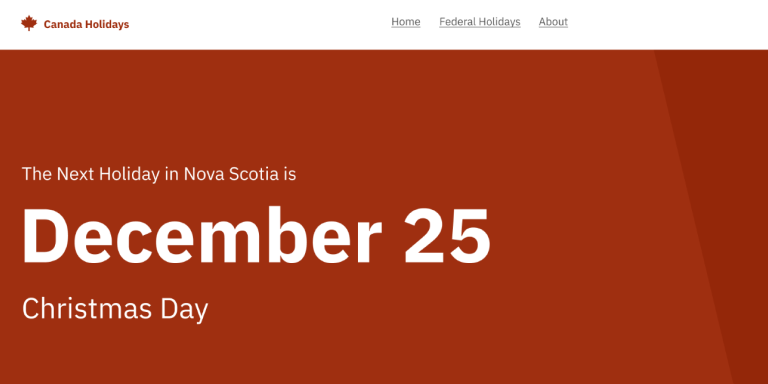 Canada Holidays
Home Federal Holidays About
The Next Holiday in Nova Scotia is
December 25
Christmas Day